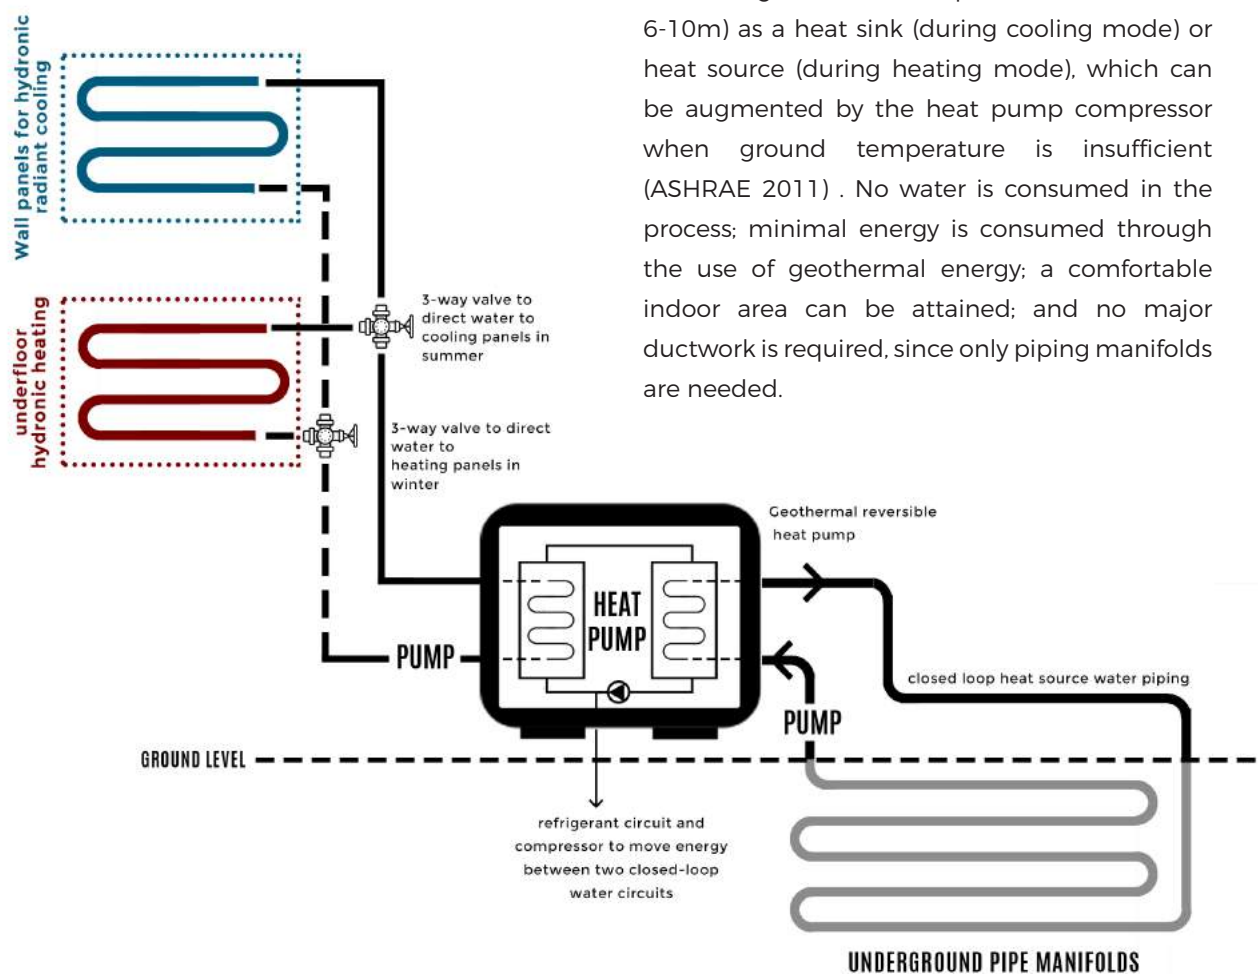 6-10m) as a heat sink (during cooling mode) or
heat source (during heating mode), which can
be augmented by the heat pump compressor
when ground temperature is insufficient
(ASHRAE 2011) . No water is consumed in the
process; minimal energy is consumed through
the use of geothermal energy; a comfortable
indoor area can be attained; and no major
ductwork is required, since only piping manifolds
are needed.
Wall panels for hydronic
radiant cooling
underfloor
hydronic heating
3-way valve to
direct water to
cooling panels in
summer
3-way valve to direct
water to
heating panels in
winter
Geothermal reversible
heat pump
HEAT
PUMP
PUMP
closed loop heat source water piping
PUMP
GROUND LEVEL
refrigerant circuit and
compressor to move energy
between two closed-loop
water circuits
UNDERGROUND PIPE MANIFOLDS